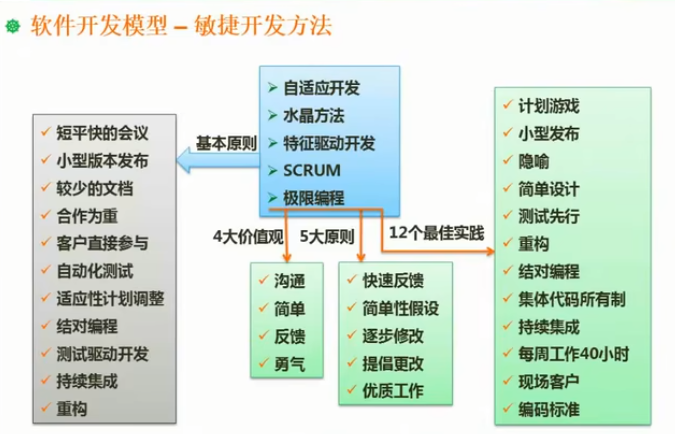 软件开发模型 – 敏捷开发方法
短平快的会议
小型版本发布
较少的文档
合作为重
客户直接参与
自动化测试
适应性计划调整
结对编程
测试驱动开发
持续集成
重构
基本原则
自适应开发
水晶方法
特征驱动开发
SCRUM
极限编程
4大价值观
沟通
简单
反馈
勇气
5大原则
快速反馈
简单性假设
逐步修改
提倡更改
优质工作
12个最佳实践
计划游戏
小型发布
隐喻
简单设计
测试先行
重构
结对编程
集体代码所有制
持续集成
每周工作40小时
现场客户
编码标准